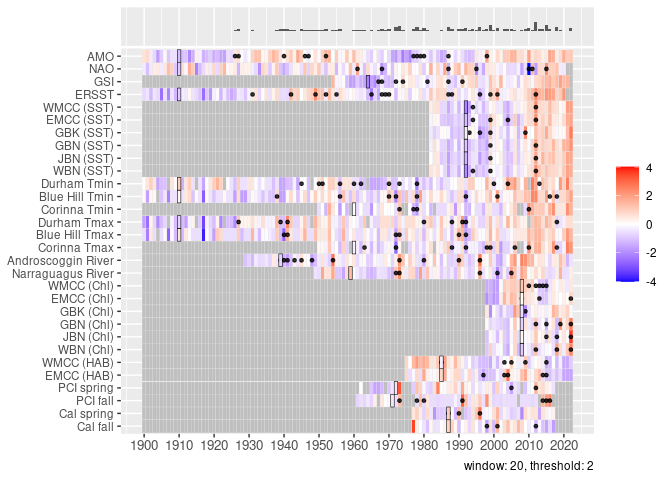 AMO
NAO
GSI
ERSST
WMCC (SST)
EMCC (SST)
GBK (SST)
GBN (SST)
JBN (SST)
WBN (SST)
Durham Tmin
Blue Hill Tmin
Corinna Tmin
Durham Tmax
Blue Hill Tmax
Corinna Tmax
Androscoggin River
Narraguagus River
WMCC (Chl)
EMCC (Chl)
GBK (Chl)
GBN (Chl)
JBN (Chl)
WBN (Chl)
WMCC (HAB)
EMCC (HAB)
PCI spring
PCI fall
Cal spring
Cal fall
1900 1910 1920 1930 1940 1950 1960 1970 1980 1990 2000 2010 2020
4
2
0
-2
-4
window: 20, threshold: 2